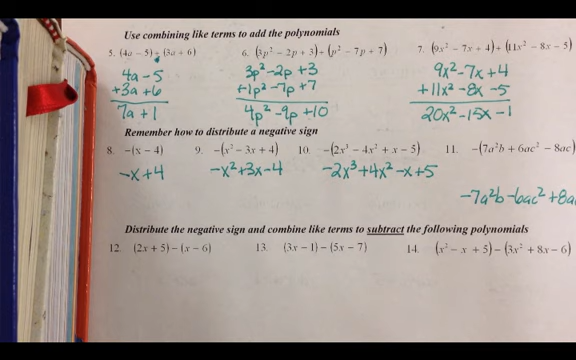 Use combining like terms to add the polynomials
5. (4a − 5) + (3a + 6) 6. (3p² − 2p + 3) + (p² − 7p + 7) 7. (9x² − 7x + 4) + (11x² − 8x − 5)
4a − 5 3p² − 2p + 3 9x² − 7x + 4
+ 3a + 6 + 1p² − 7p + 7 + 11x² − 8x − 5
7a + 1 4p² − 9p + 10 20x² − 15x − 1
Remember how to distribute a negative sign
8. −(x − 4) 9. −(x² − 3x + 4) 10. −(2x³ − 4x² + x − 5) 11. −(7a²b + 6ac² − 8ac)
−x + 4 −x² + 3x − 4 −2x³ + 4x² − x + 5
−7a²b − 6ac² + 8a
Distribute the negative sign and combine like terms to subtract the following polynomials
12. (2x + 5) − (x − 6) 13. (3x − 1) − (5x − 7) 14. (x² − x + 5) − (3x² + 8x − 6)